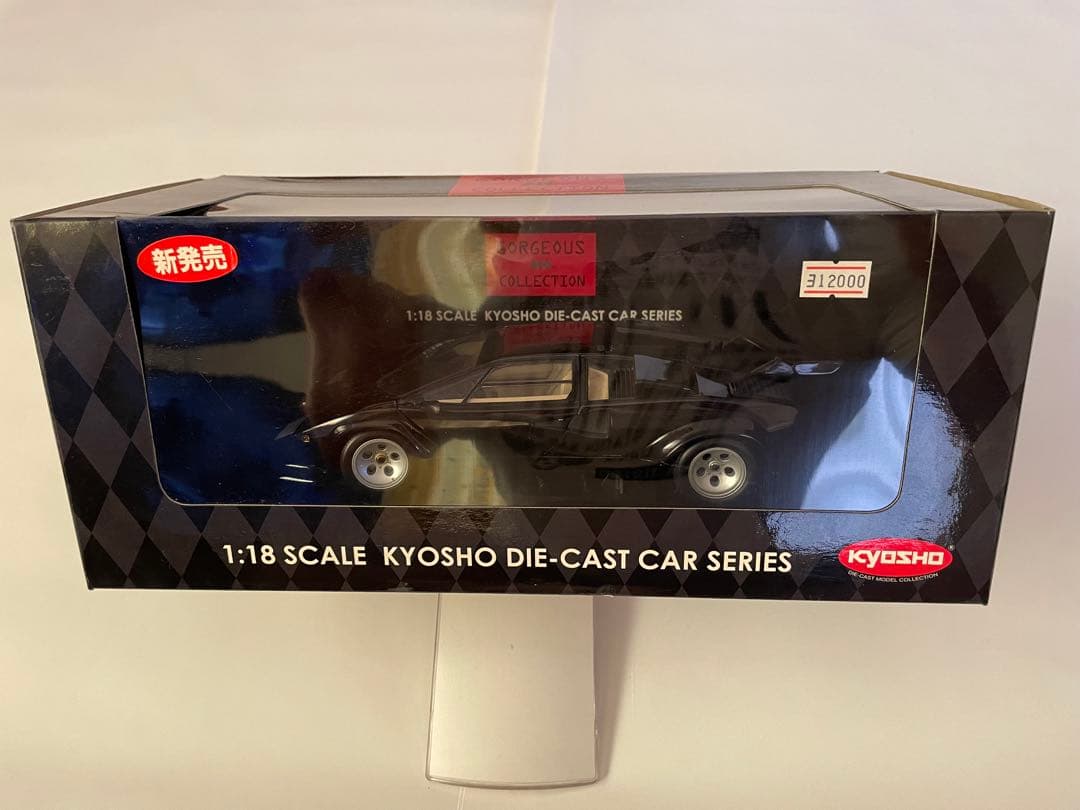 新発売
GORGEOUS
COLLECTION
312000
1:18 SCALE KYOSHO DIE-CAST CAR SERIES
1:18 SCALE KYOSHO DIE-CAST CAR SERIES
KYOSHO
DIE-CAST MODEL COLLECTION